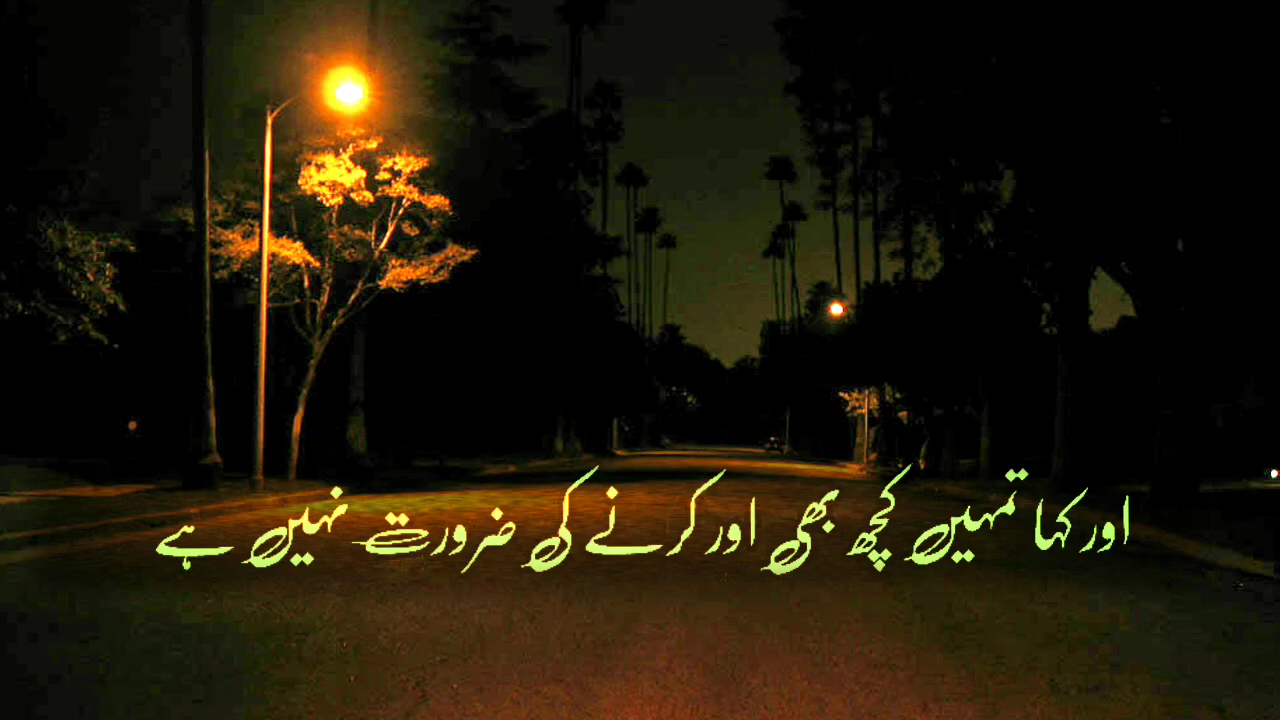 اور کہا تمہیں کچھ بھی اور کرنے کی ضرورت نہیں ہے